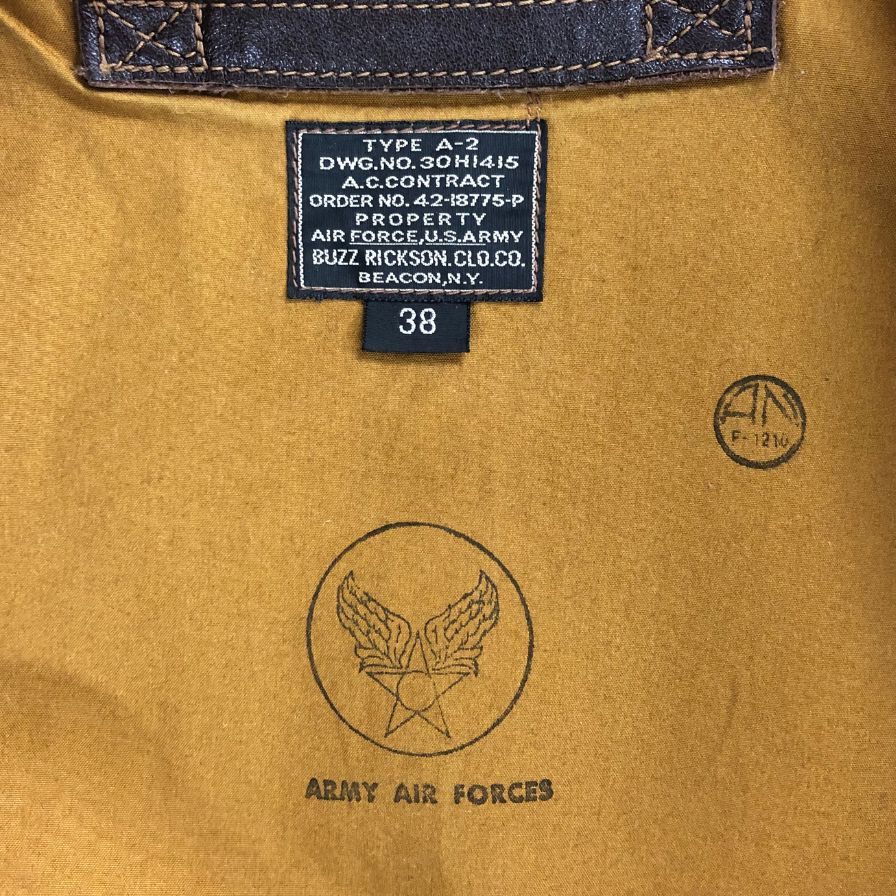 TYPE A-2
DWG.NO.30H1415
A.C.CONTRACT
ORDER NO. 42-18775-P
PROPERTY
AIR FORCE,U.S.ARMY
BUZZ RICKSON.CLO.CO.
BEACON,N.Y.
38
AN
F-1210
ARMY AIR FORCES